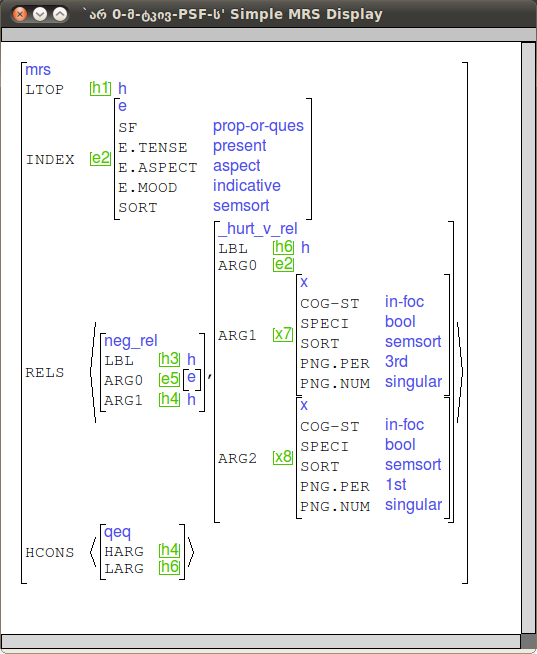 `არ 0-მ-ტკივ-PSF-ს' Simple MRS Display
mrs
LTOP h1 h
e
SF prop-or-ques
E.TENSE present
INDEX e2 E.ASPECT aspect
E.MOOD indicative
SORT semsort
_hurt_v_rel
LBL h6 h
ARG0 e2
x
COG-ST in-foc
SPECI bool
ARG1 x7 SORT semsort
PNG.PER 3rd
PNG.NUM singular
neg_rel
LBL h3 h
RELS ARG0 e5 e ,
ARG1 h4 h
x
COG-ST in-foc
SPECI bool
ARG2 x8 SORT semsort
PNG.PER 1st
PNG.NUM singular
qeq
HCONS HARG h4
LARG h6